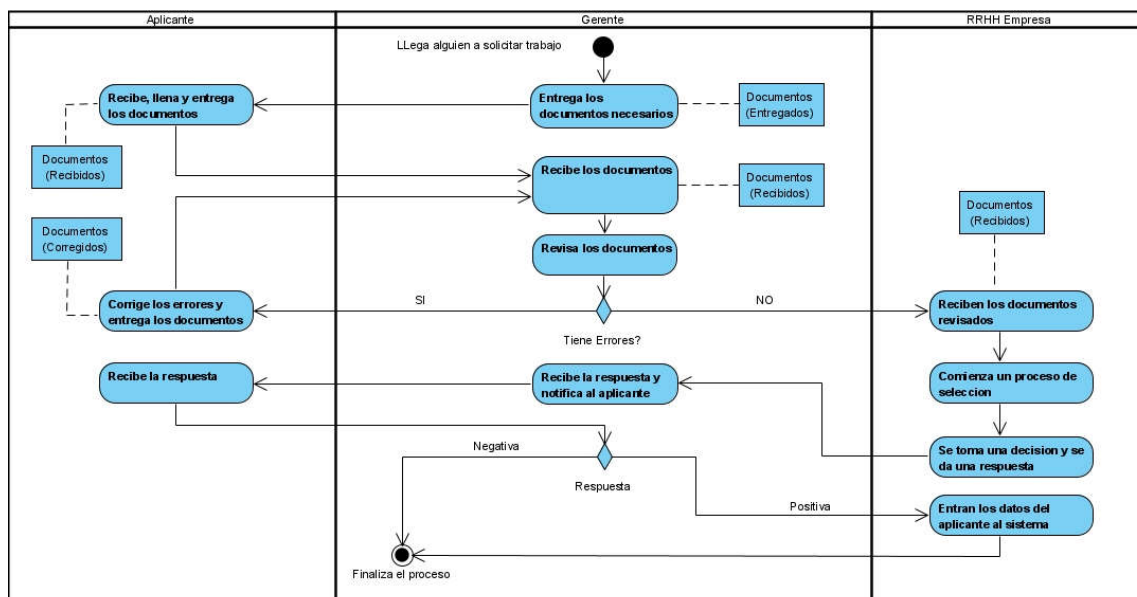 Aplicante
Gerente
RRHH Empresa
LLega alguien a solicitar trabajo
Recibe, llena y entrega
los documentos
Entrega los
documentos necesarios
Documentos
(Entregados)
Documentos
(Recibidos)
Recibe los documentos
Documentos
(Recibidos)
Documentos
(Recibidos)
Documentos
(Corregidos)
Revisa los documentos
Corrige los errores y
entrega los documentos
SI
NO
Tiene Errores?
Reciben los documentos
revisados
Recibe la respuesta
Recibe la respuesta y
notifica al aplicante
Comienza un proceso de
seleccion
Negativa
Respuesta
Se toma una decision y se
da una respuesta
Positiva
Entran los datos del
aplicante al sistema
Finaliza el proceso